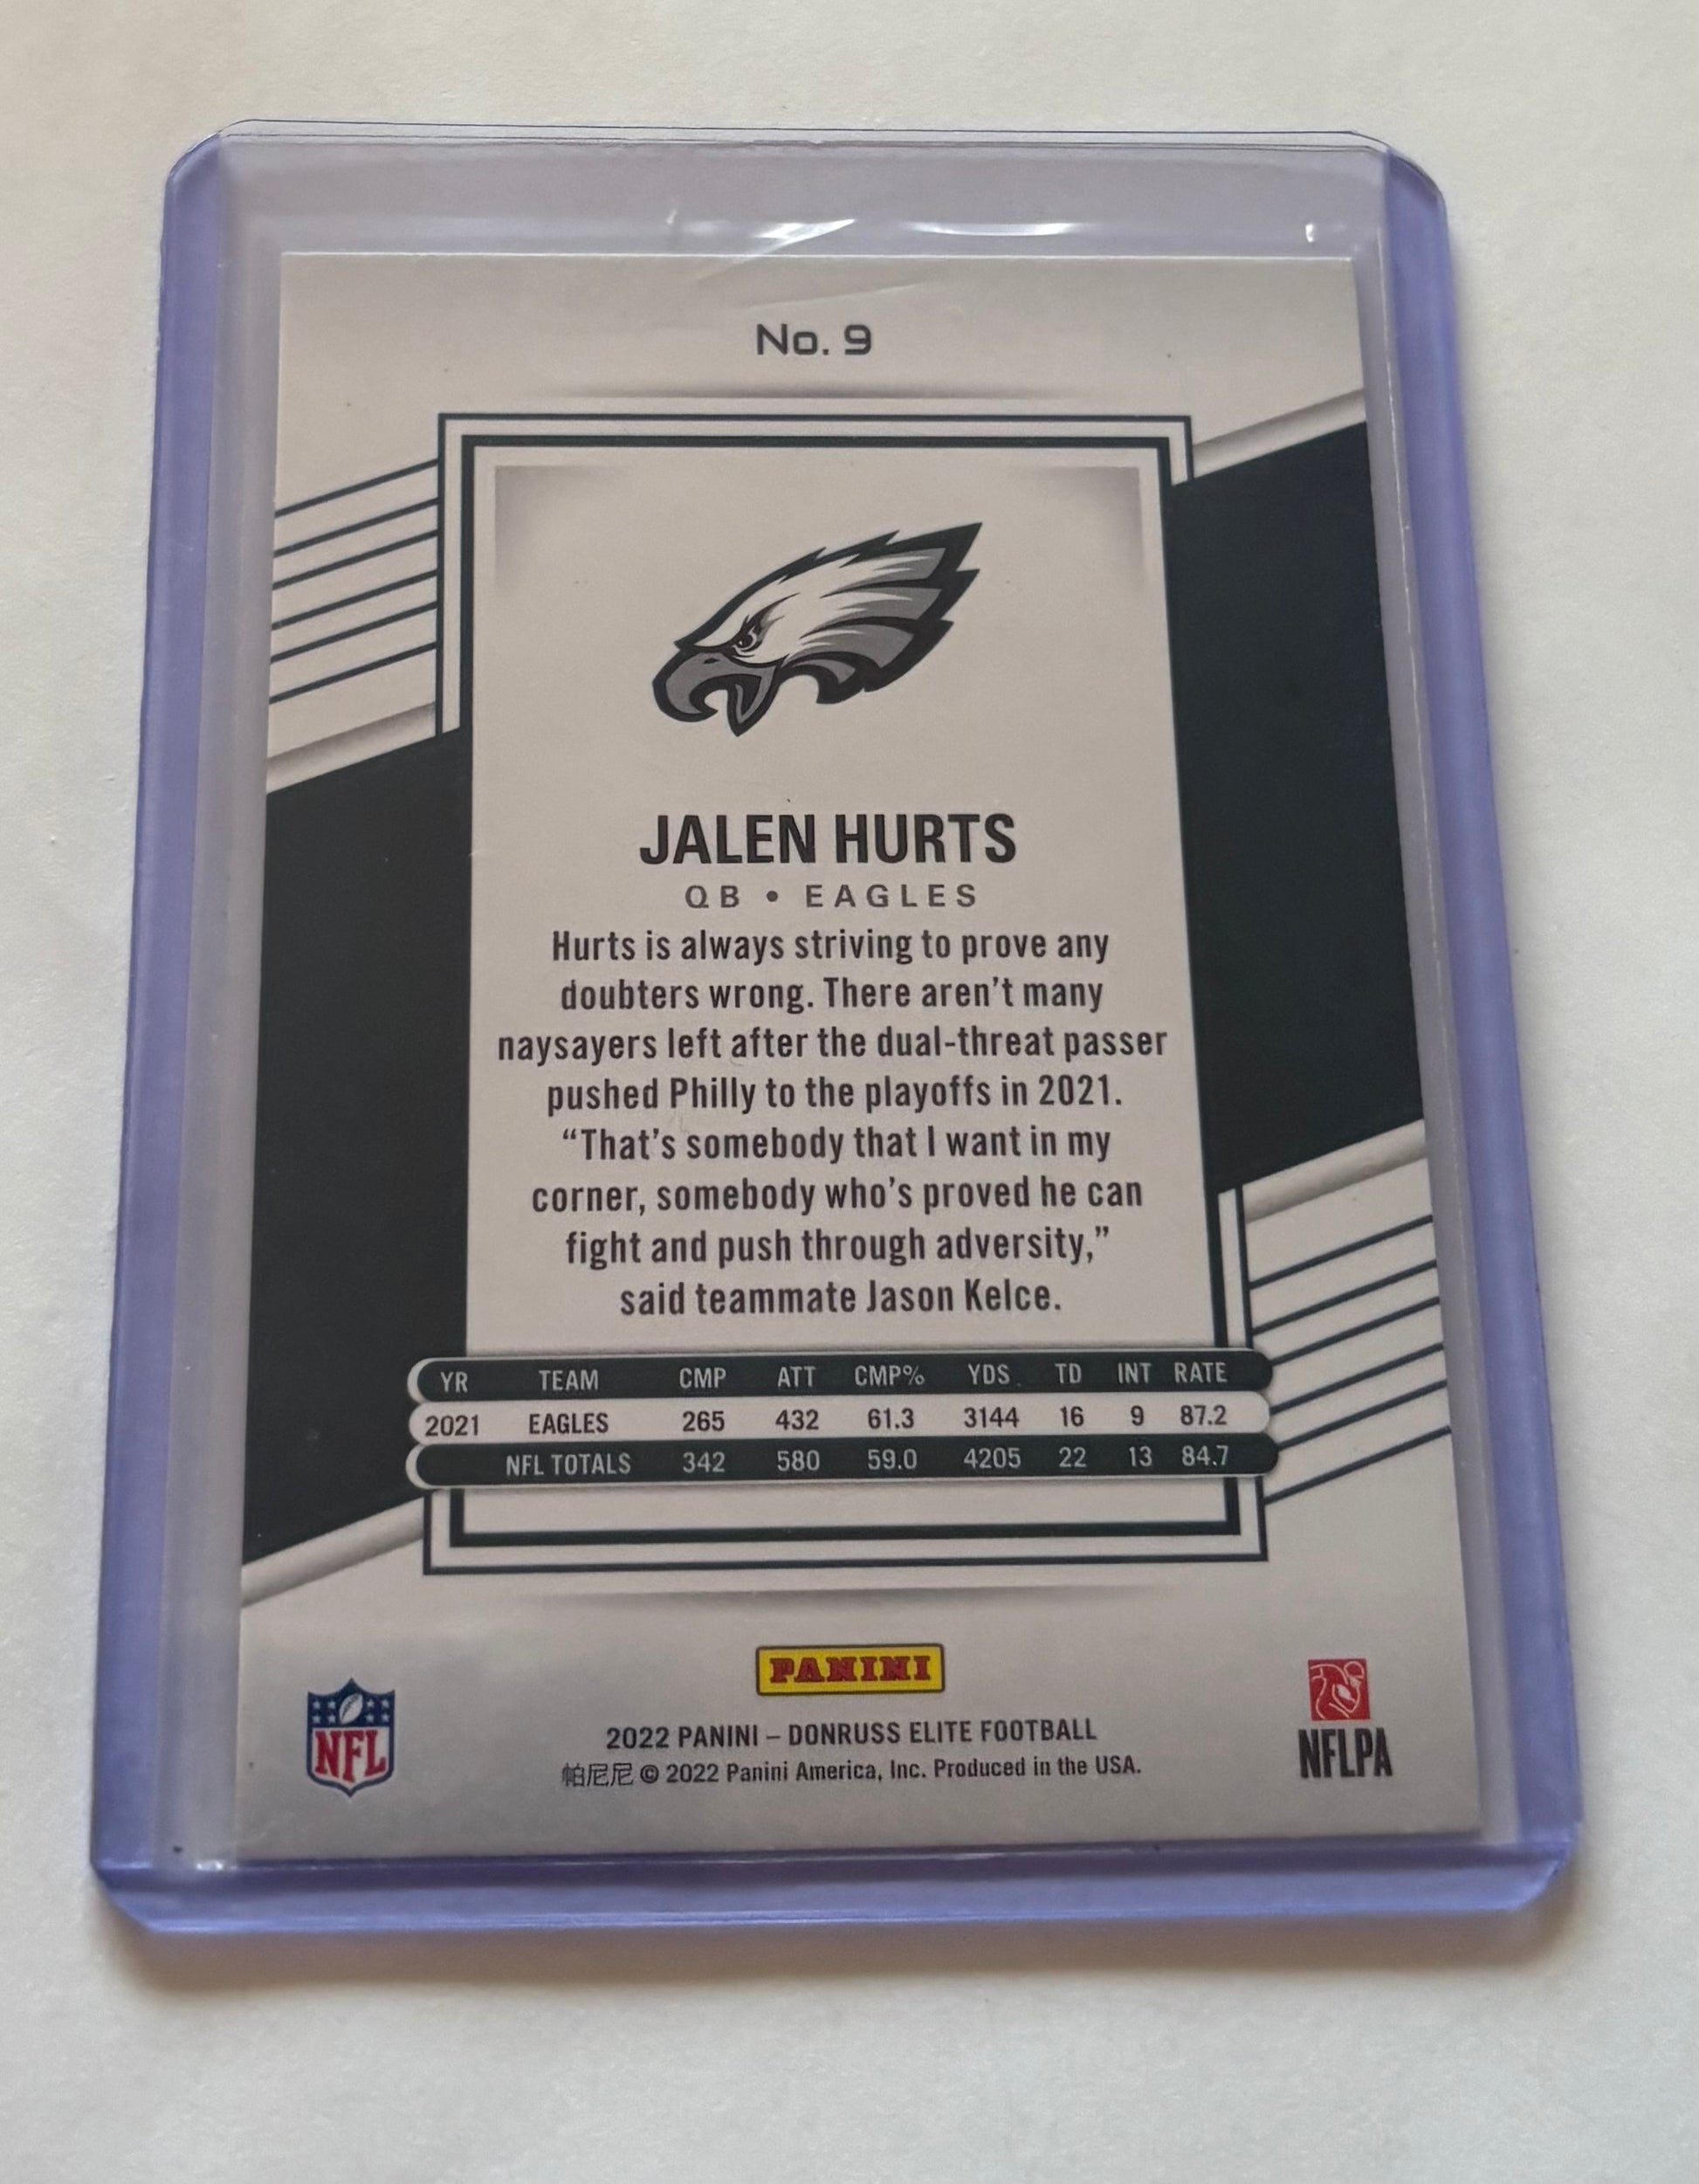 No. 9
JALEN HURTS
QB • EAGLES
Hurts is always striving to prove any
doubters wrong. There aren’t many
naysayers left after the dual-threat passer
pushed Philly to the playoffs in 2021.
“That’s somebody that I want in my
corner, somebody who’s proved he can
fight and push through adversity,”
said teammate Jason Kelce.
YR TEAM CMP ATT CMP% YDS TD INT RATE
2021 EAGLES 265 432 61.3 3144 16 9 87.2
NFL TOTALS 342 580 59.0 4205 22 13 84.7
PANINI
NFL
2022 PANINI – DONRUSS ELITE FOOTBALL
帕尼尼 © 2022 Panini America, Inc. Produced in the USA.
NFLPA